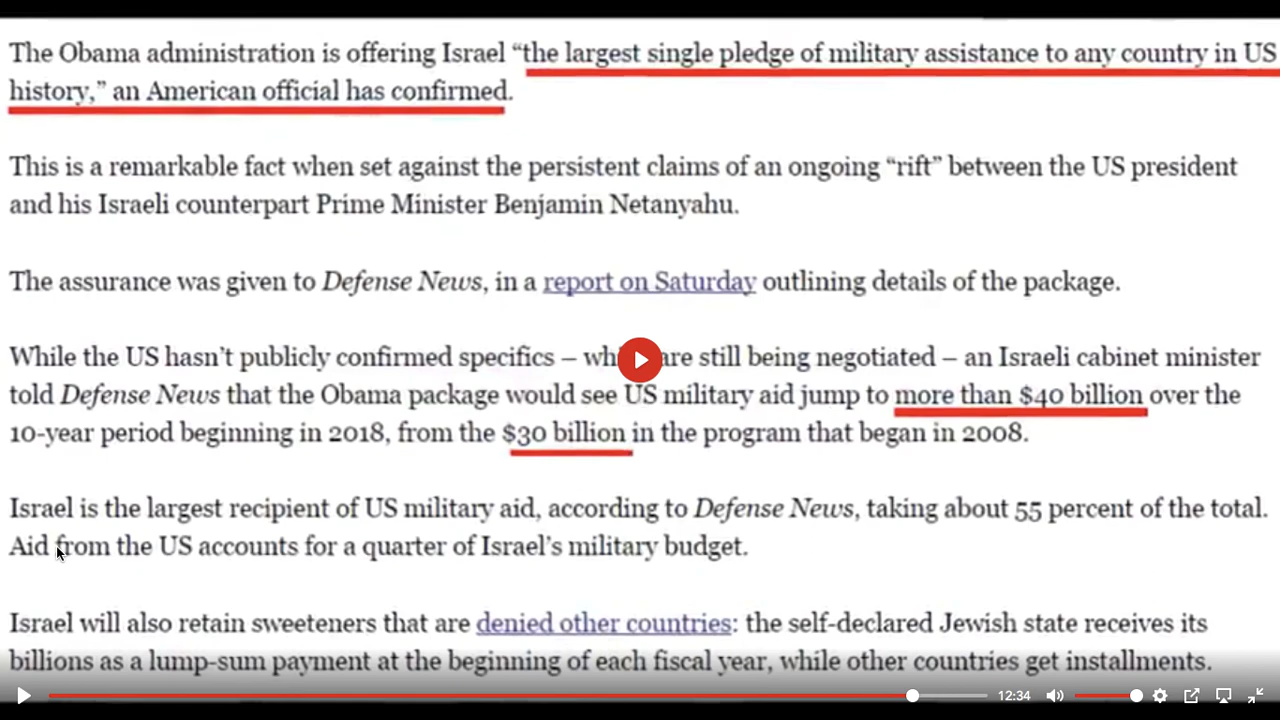 The Obama administration is offering Israel “the largest single pledge of military assistance to any country in US
history,” an American official has confirmed.
This is a remarkable fact when set against the persistent claims of an ongoing “rift” between the US president
and his Israeli counterpart Prime Minister Benjamin Netanyahu.
The assurance was given to Defense News, in a report on Saturday outlining details of the package.
While the US hasn’t publicly confirmed specifics – are still being negotiated – an Israeli cabinet minister
told Defense News that the Obama package would see US military aid jump to more than $40 billion over the
10-year period beginning in 2018, from the $30 billion in the program that began in 2008.
Israel is the largest recipient of US military aid, according to Defense News, taking about 55 percent of the total.
Aid from the US accounts for a quarter of Israel’s military budget.
Israel will also retain sweeteners that are denied other countries: the self-declared Jewish state receives its
billions as a lump-sum payment at the beginning of each fiscal year, while other countries get installments.
12:34